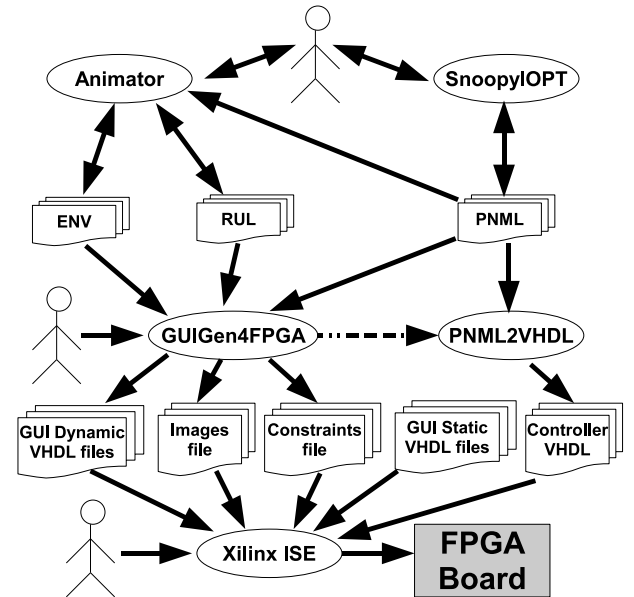 Animator
SnoopyIOPT
ENV
RUL
PNML
GUIGen4FPGA
PNML2VHDL
GUI Dynamic
VHDL files
Images
file
Constraints
file
GUI Static
VHDL files
Controller
VHDL
Xilinx ISE
FPGA
Board